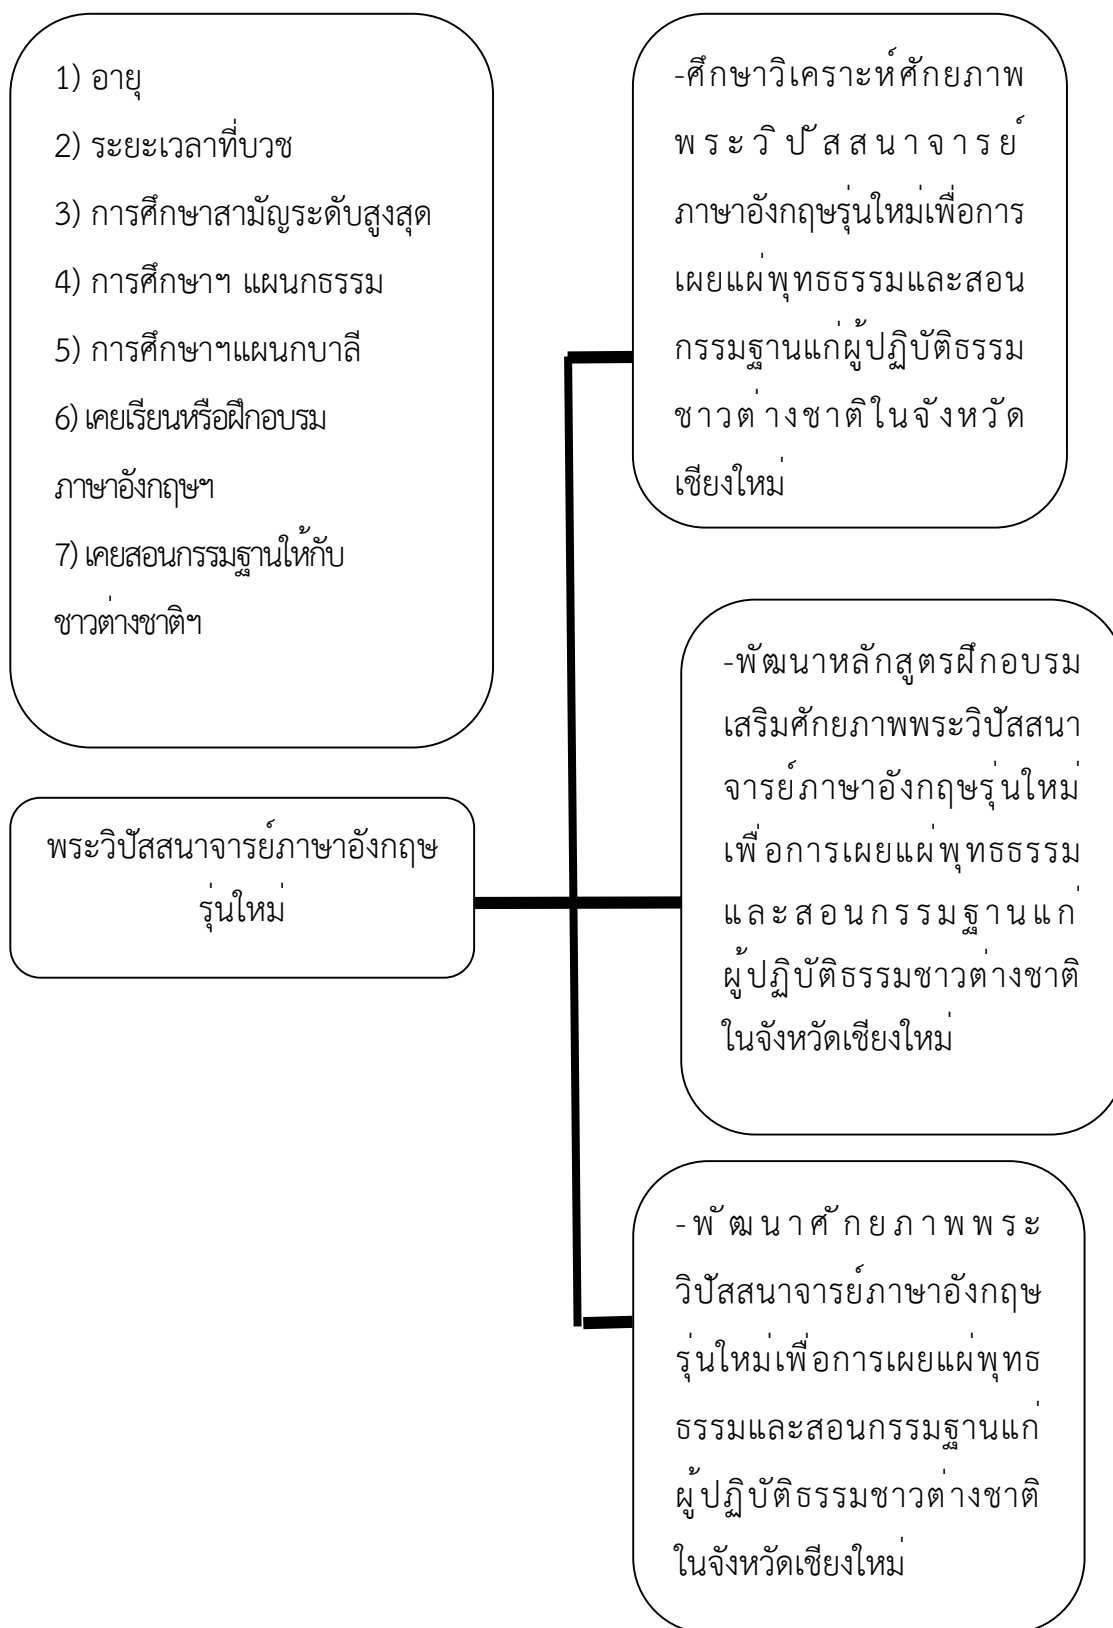 1) อายุ
2) ระยะเวลาที่บวช
3) การศึกษาสามัญระดับสูงสุด
4) การศึกษาฯ แผนกธรรม
5) การศึกษาฯแผนกบาลี
6) เคยเรียนหรือฝึกอบรม
ภาษาอังกฤษฯ
7) เคยสอนกรรมฐานให้กับ
ชาวต่างชาติฯ
พระวิปัสสนาจารย์ภาษาอังกฤษ
รุ่นใหม่
-ศึกษาวิเคราะห์ศักยภาพ
พระวิปัสสนาจารย์
ภาษาอังกฤษรุ่นใหม่เพื่อการ
เผยแผ่พุทธธรรมและสอน
กรรมฐานแก่ผู้ปฏิบัติธรรม
ชาวต่างชาติในจังหวัด
เชียงใหม่
-พัฒนาหลักสูตรฝึกอบรม
เสริมศักยภาพพระวิปัสสนา
จารย์ภาษาอังกฤษรุ่นใหม่
เพื่อการเผยแผ่พุทธธรรม
และสอนกรรมฐานแก่
ผู้ปฏิบัติธรรมชาวต่างชาติ
ในจังหวัดเชียงใหม่
-พัฒนาศักยภาพพระ
วิปัสสนาจารย์ภาษาอังกฤษ
รุ่นใหม่เพื่อการเผยแผ่พุทธ
ธรรมและสอนกรรมฐานแก่
ผู้ปฏิบัติธรรมชาวต่างชาติ
ในจังหวัดเชียงใหม่